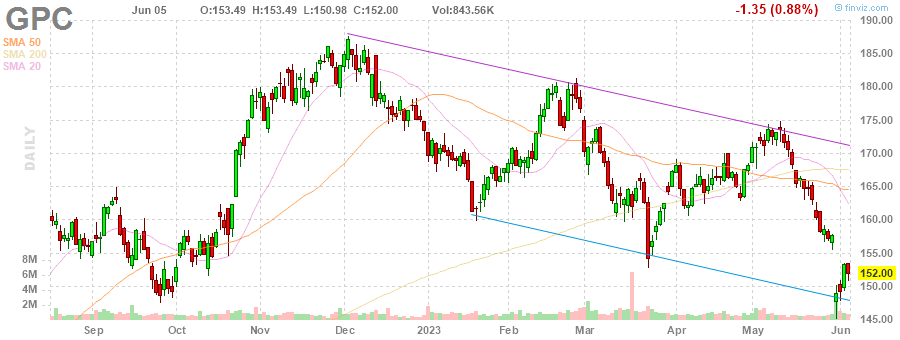 GPC Jun 05 O:153.49 H:153.49 L:150.98 C:152.00 Vol:843.56K -1.35 (0.88%) © finviz.com
SMA 50
SMA 200
SMA 20
DAILY
190.00
185.00
180.00
175.00
170.00
165.00
160.00
155.00
152.00
150.00
145.00
8M
6M
4M
2M
Sep Oct Nov Dec 2023 Feb Mar Apr May Jun